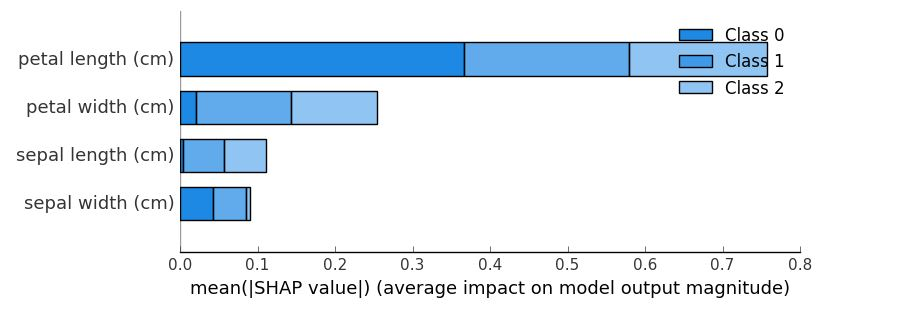 Class 0
petal length (cm)
Class 1
Class 2
petal width (cm)
sepal length (cm)
sepal width (cm)
0.0 0.1 0.2 0.3 0.4 0.5 0.6 0.7 0.8
mean(|SHAP value|) (average impact on model output magnitude)